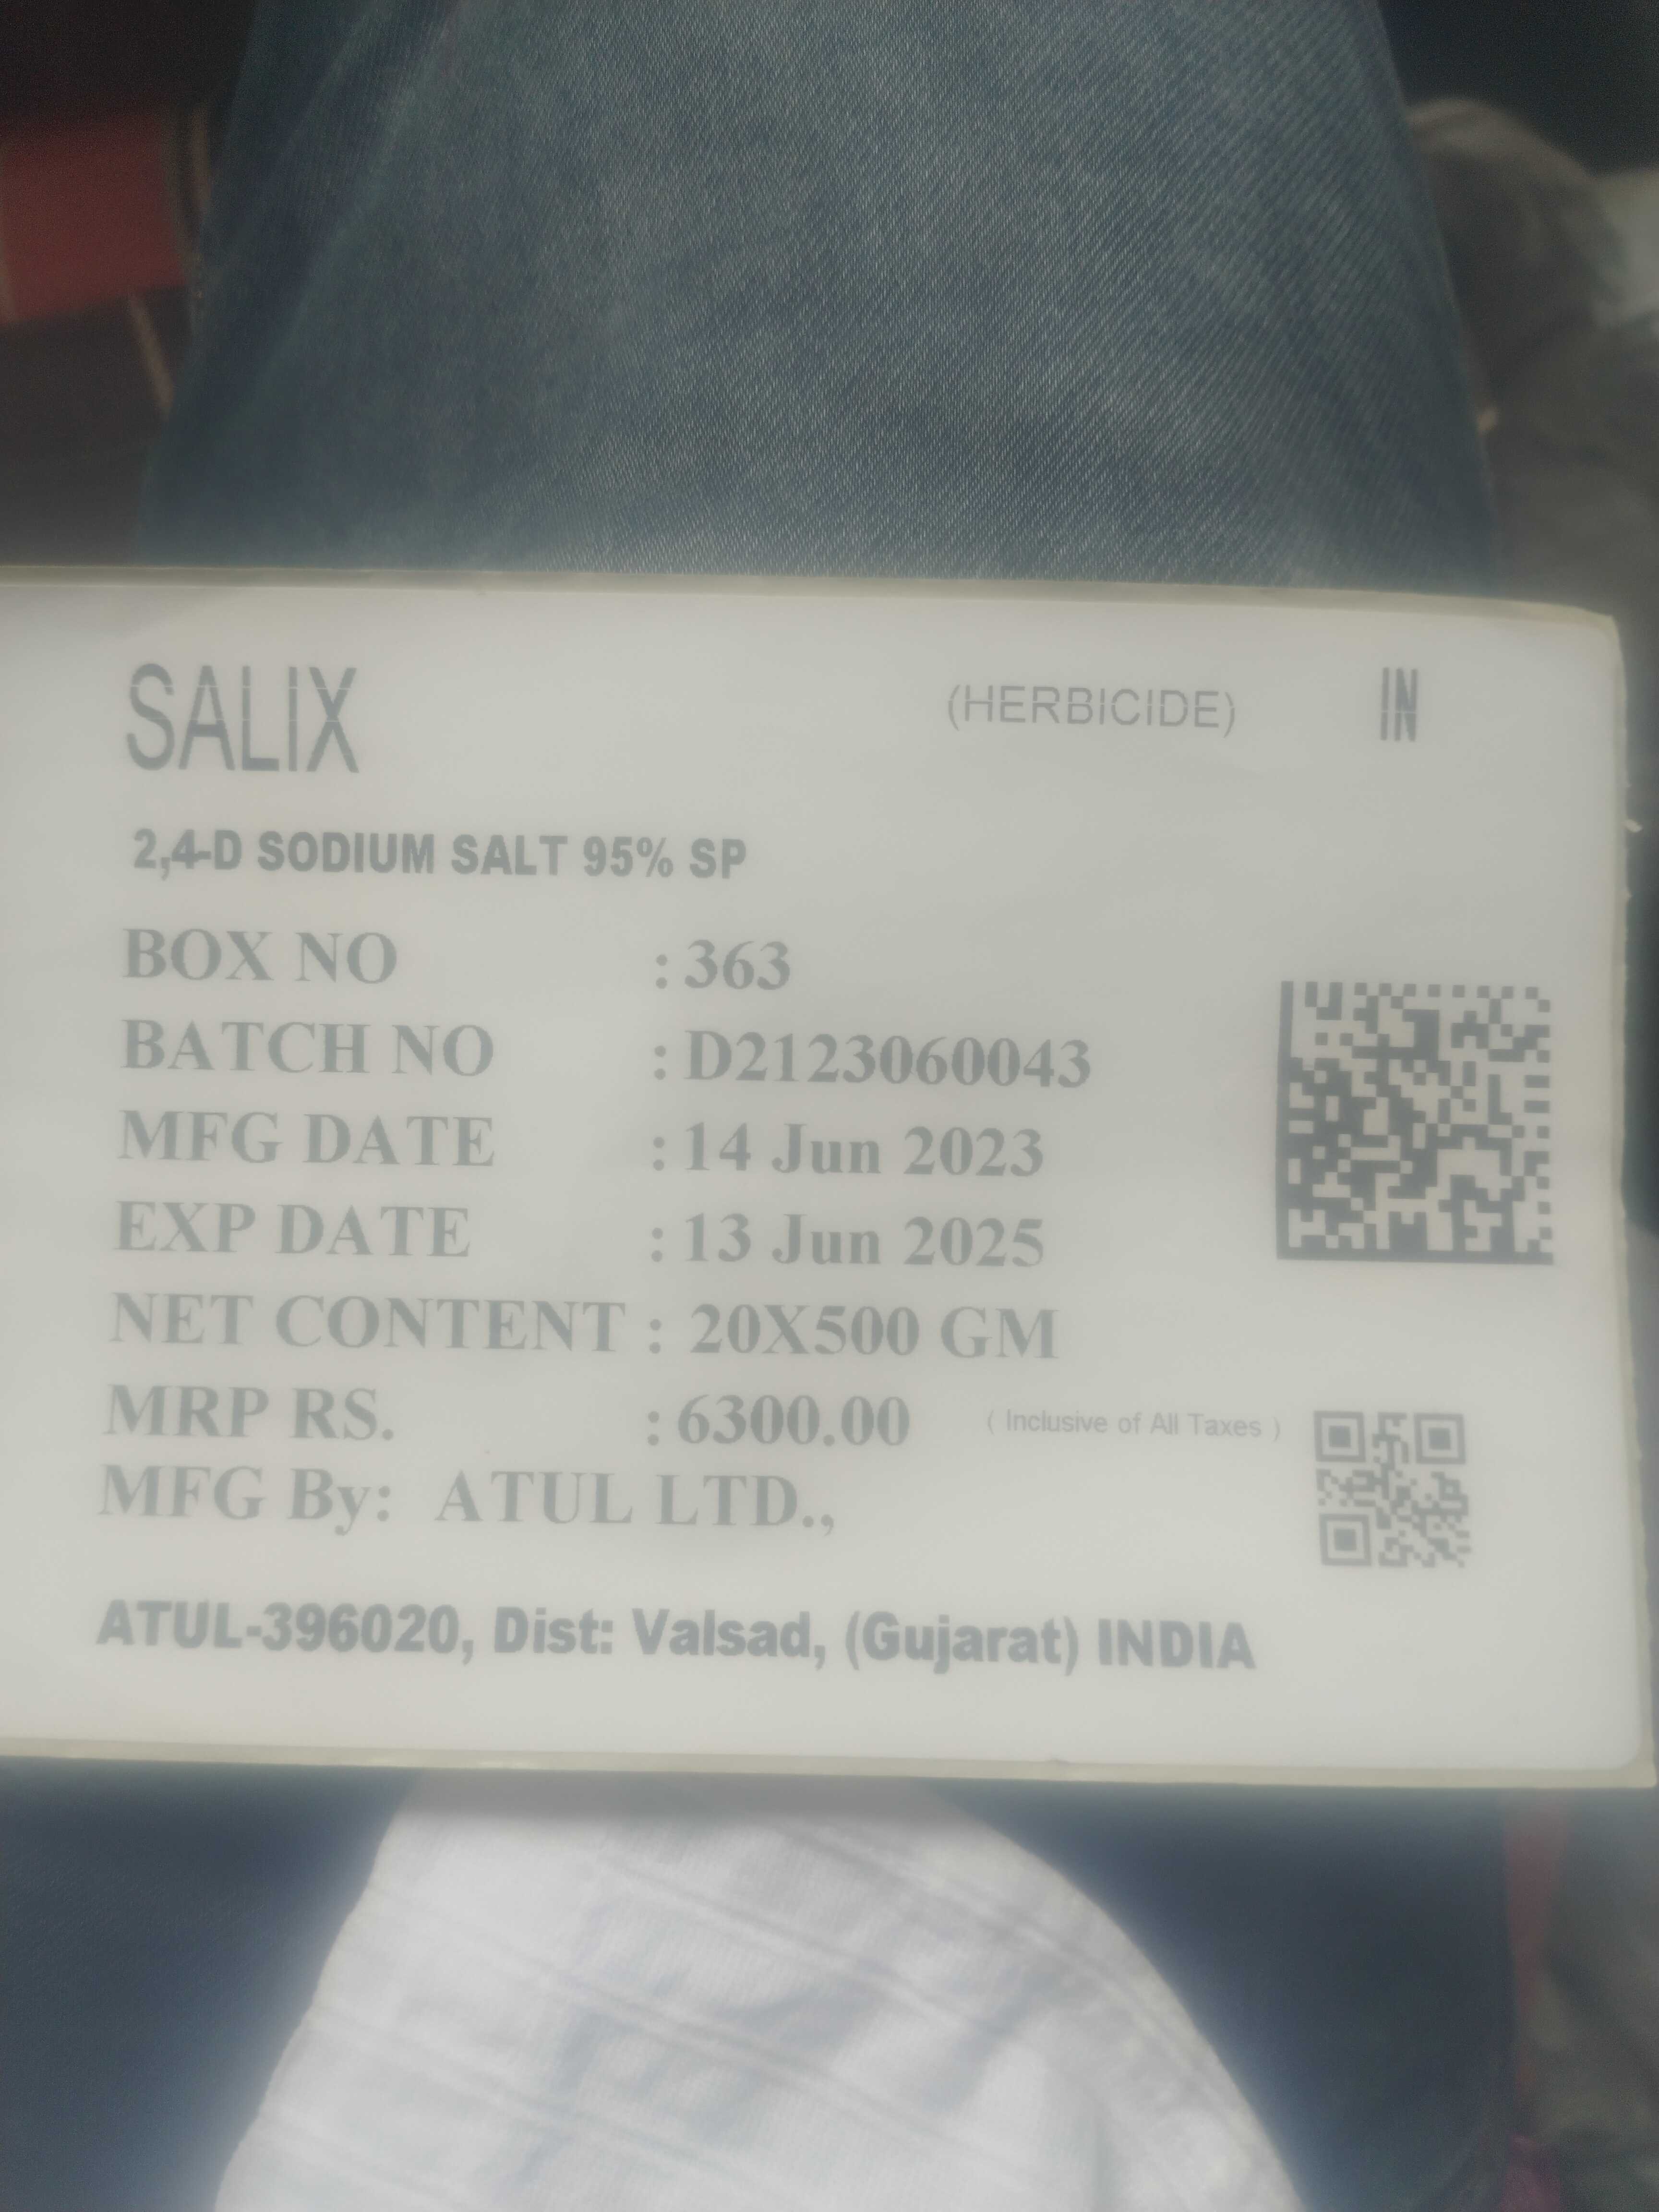 SALIX (HERBICIDE) IN
2,4-D SODIUM SALT 95% SP
BOX NO : 363
BATCH NO : D2123060043
MFG DATE : 14 Jun 2023
EXP DATE : 13 Jun 2025
NET CONTENT : 20X500 GM
MRP RS. : 6300.00 ( Inclusive of All Taxes )
MFG By: ATUL LTD.,
ATUL-396020, Dist: Valsad, (Gujarat) INDIA